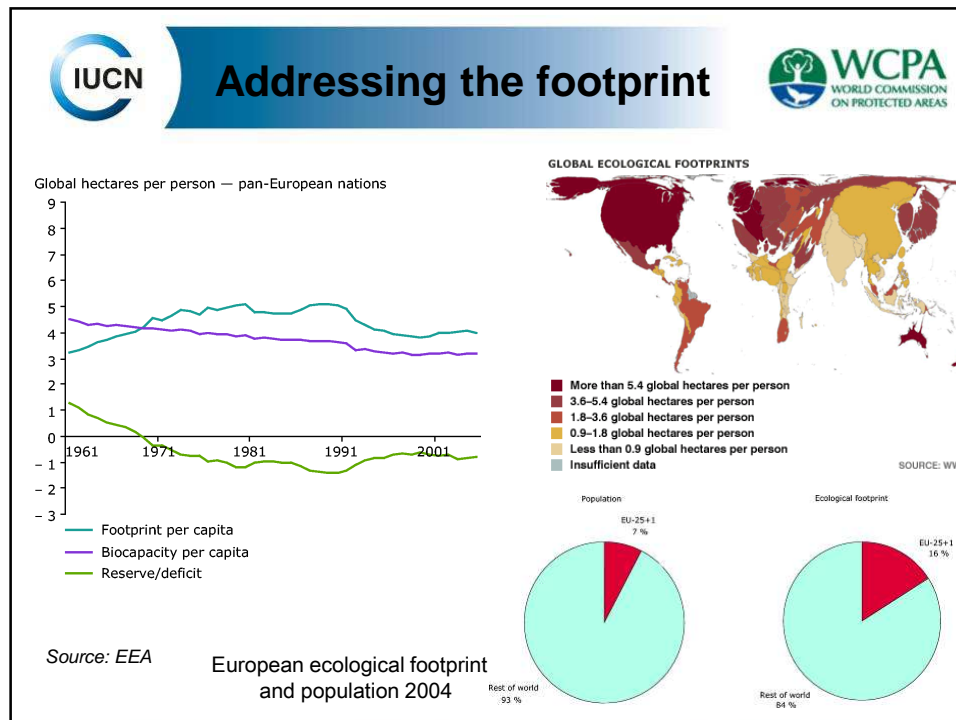 IUCN
Addressing the footprint
WCPA
WORLD COMMISSION
ON PROTECTED AREAS
Global hectares per person — pan-European nations
9
8
7
6
5
4
3
2
1
0
– 1
– 2
– 3
1961
1971
1981
1991
2001
Footprint per capita
Biocapacity per capita
Reserve/deficit
GLOBAL ECOLOGICAL FOOTPRINTS
More than 5.4 global hectares per person
3.6–5.4 global hectares per person
1.8–3.6 global hectares per person
0.9–1.8 global hectares per person
Less than 0.9 global hectares per person
Insufficient data
SOURCE: WW
Population
EU-25+1
7 %
Rest of world
93 %
Ecological footprint
EU-25+1
16 %
Rest of world
84 %
Source: EEA
European ecological footprint
and population 2004